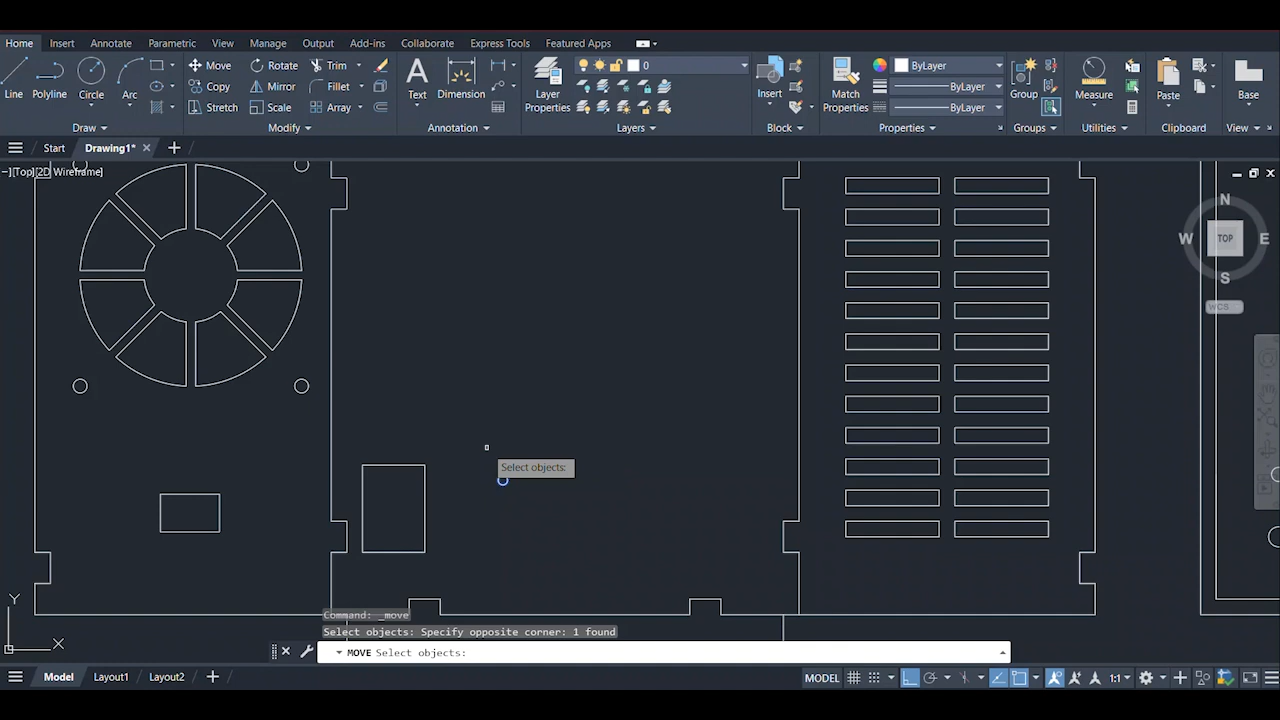 Home Insert Annotate Parametric View Manage Output Add-ins Collaborate Express Tools Featured Apps
Line Polyline Circle Arc
Move Rotate Trim
Copy Mirror Fillet
Stretch Scale Array
Text Dimension
Layer Properties
0
Insert
Match Properties
ByLayer
ByLayer
ByLayer
Group
Measure
Paste
Base
Draw Modify Annotation Layers Block Properties Groups Utilities Clipboard View
Start Drawing1*
−][Top][2D Wireframe]
N
W TOP E
S
WCS
Select objects:
Y
X
Command: _move
Select objects: Specify opposite corner: 1 found
MOVE Select objects:
Model Layout1 Layout2
MODEL 1:1